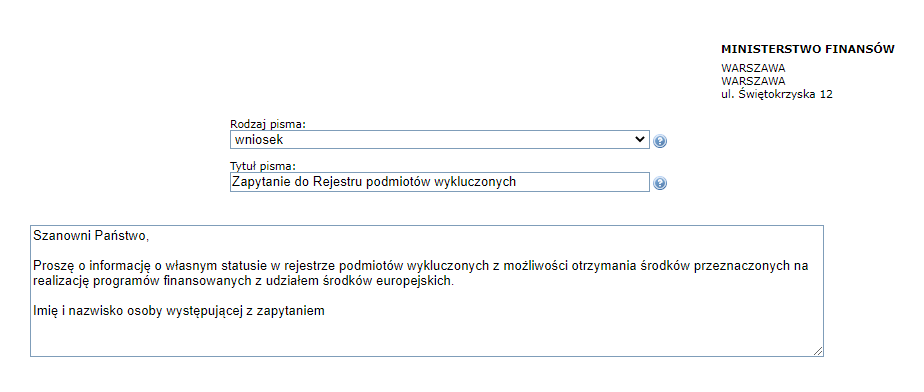 MINISTERSTWO FINANSÓW
WARSZAWA
WARSZAWA
ul. Świętokrzyska 12
Rodzaj pisma:
wniosek
Tytuł pisma:
Zapytanie do Rejestru podmiotów wykluczonych
Szanowni Państwo,
Proszę o informację o własnym statusie w rejestrze podmiotów wykluczonych z możliwości otrzymania środków przeznaczonych na
realizację programów finansowanych z udziałem środków europejskich.
Imię i nazwisko osoby występującej z zapytaniem